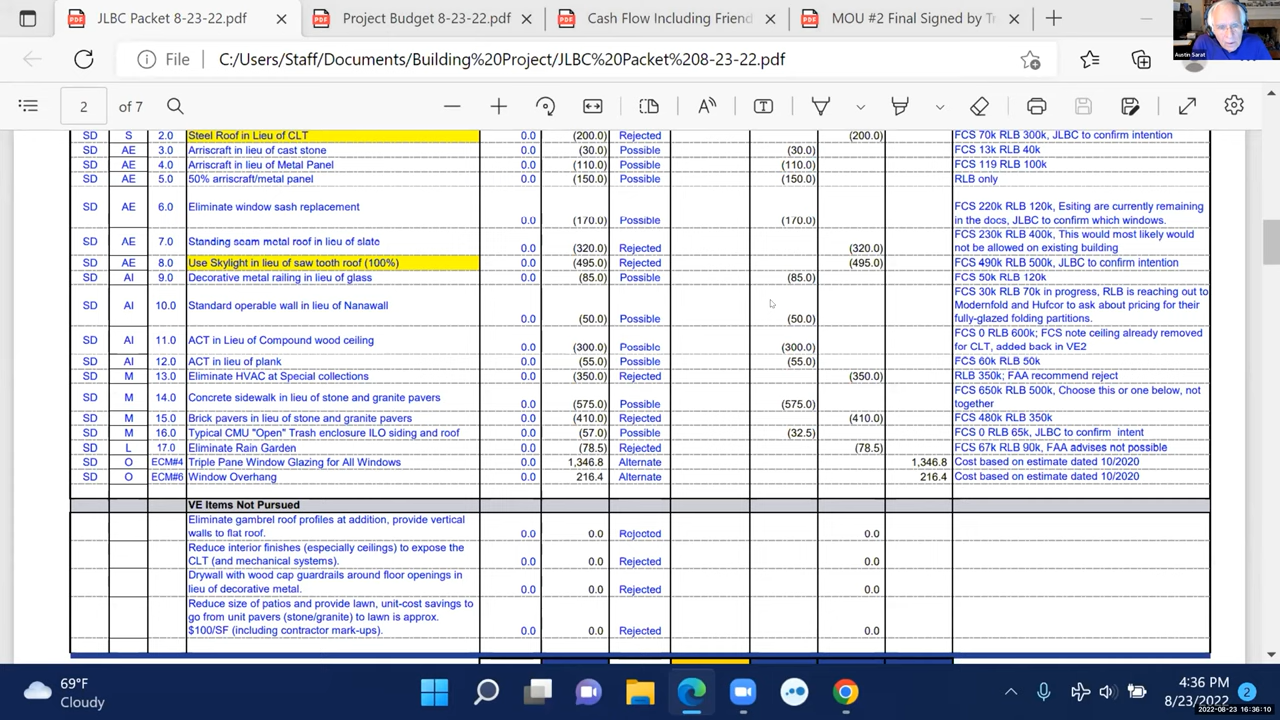 JLBC Packet 8-23-22.pdf
Project Budget 8-23-22.pdf
Cash Flow Including Friend
MOU #2 Final Signed by Tr
Austin Sarat
File
C:/Users/Staff/Documents/Building%20Project/JLBC%20Packet%208-23-22.pdf
2 of 7
SD S 2.0 Steel Roof in Lieu of CLT 0.0 (200.0) Rejected (200.0) FCS 70k RLB 300k, JLBC to confirm intention
SD AE 3.0 Arriscraft in lieu of cast stone 0.0 (30.0) Possible (30.0) FCS 13k RLB 40k
SD AE 4.0 Arriscraft in lieu of Metal Panel 0.0 (110.0) Possible (110.0) FCS 119 RLB 100k
SD AE 5.0 50% arriscraft/metal panel 0.0 (150.0) Possible (150.0) RLB only
SD AE 6.0 Eliminate window sash replacement 0.0 (170.0) Possible (170.0) FCS 220k RLB 120k, Esiting are currently remaining
in the docs, JLBC to confirm which windows.
SD AE 7.0 Standing seam metal roof in lieu of slate 0.0 (320.0) Rejected (320.0) FCS 230k RLB 400k, This would most likely would
not be allowed on existing building
SD AE 8.0 Use Skylight in lieu of saw tooth roof (100%) 0.0 (495.0) Rejected (495.0) FCS 490k RLB 500k, JLBC to confirm intention
SD AI 9.0 Decorative metal railing in lieu of glass 0.0 (85.0) Possible (85.0) FCS 50k RLB 120k
SD AI 10.0 Standard operable wall in lieu of Nanawall 0.0 (50.0) Possible (50.0) FCS 30k RLB 70k in progress, RLB is reaching out to
Modernfold and Hufcor to ask about pricing for their
fully-glazed folding partitions.
SD AI 11.0 ACT in Lieu of Compound wood ceiling 0.0 (300.0) Possible (300.0) FCS 0 RLB 600k; FCS note ceiling already removed
for CLT, added back in VE2
SD AI 12.0 ACT in lieu of plank 0.0 (55.0) Possible (55.0) FCS 60k RLB 50k
SD M 13.0 Eliminate HVAC at Special collections 0.0 (350.0) Rejected (350.0) RLB 350k; FAA recommend reject
SD M 14.0 Concrete sidewalk in lieu of stone and granite pavers 0.0 (575.0) Possible (575.0) FCS 650k RLB 500k, Choose this or one below, not
together
SD M 15.0 Brick pavers in lieu of stone and granite pavers 0.0 (410.0) Rejected (410.0) FCS 480k RLB 350k
SD M 16.0 Typical CMU "Open" Trash enclosure ILO siding and roof 0.0 (57.0) Possible (32.5) FCS 0 RLB 65k, JLBC to confirm intent
SD L 17.0 Eliminate Rain Garden 0.0 (78.5) Rejected (78.5) FCS 67k RLB 90k, FAA advises not possible
SD O ECM#4 Triple Pane Window Glazing for All Windows 0.0 1,346.8 Alternate 1,346.8 Cost based on estimate dated 10/2020
SD O ECM#6 Window Overhang 0.0 216.4 Alternate 216.4 Cost based on estimate dated 10/2020
VE Items Not Pursued
Eliminate gambrel roof profiles at addition, provide vertical
walls to flat roof. 0.0 0.0 Rejected 0.0
Reduce interior finishes (especially ceilings) to expose the
CLT (and mechanical systems). 0.0 0.0 Rejected 0.0
Drywall with wood cap guardrails around floor openings in
lieu of decorative metal. 0.0 0.0 Rejected 0.0
Reduce size of patios and provide lawn, unit-cost savings to
go from unit pavers (stone/granite) to lawn is approx.
$100/SF (including contractor mark-ups). 0.0 0.0 Rejected 0.0
69°F
Cloudy
4:36 PM
8/23/2022
2
2022-08-23 16:36:10